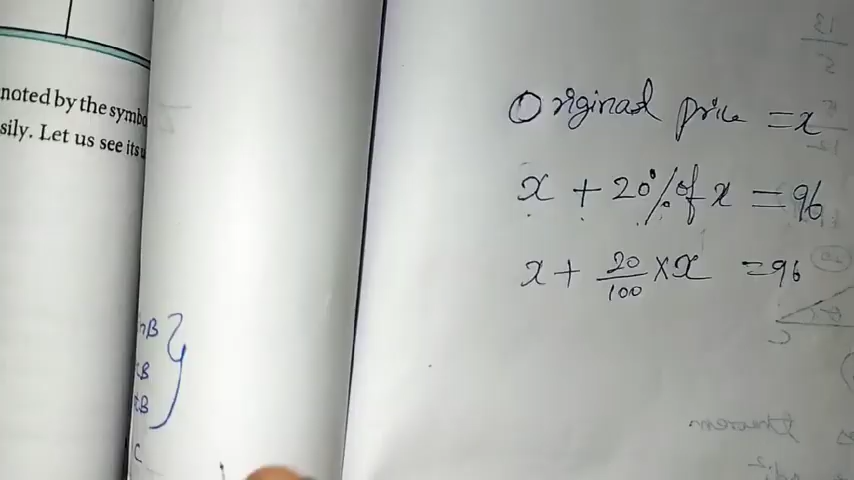 noted by the symbo
sily. Let us see its
Original price = x
x + 20% of x = 96
x + 20/100 × x = 96
B
B
B
C